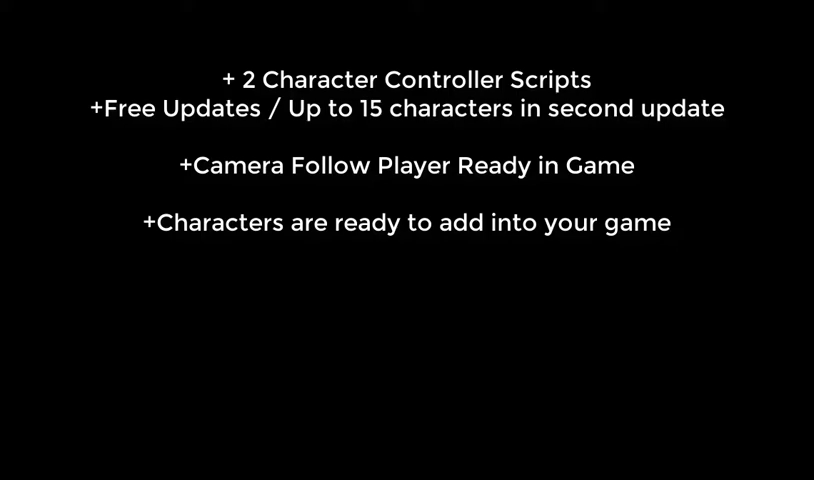 + 2 Character Controller Scripts
+Free Updates / Up to 15 characters in second update
+Camera Follow Player Ready in Game
+Characters are ready to add into your game